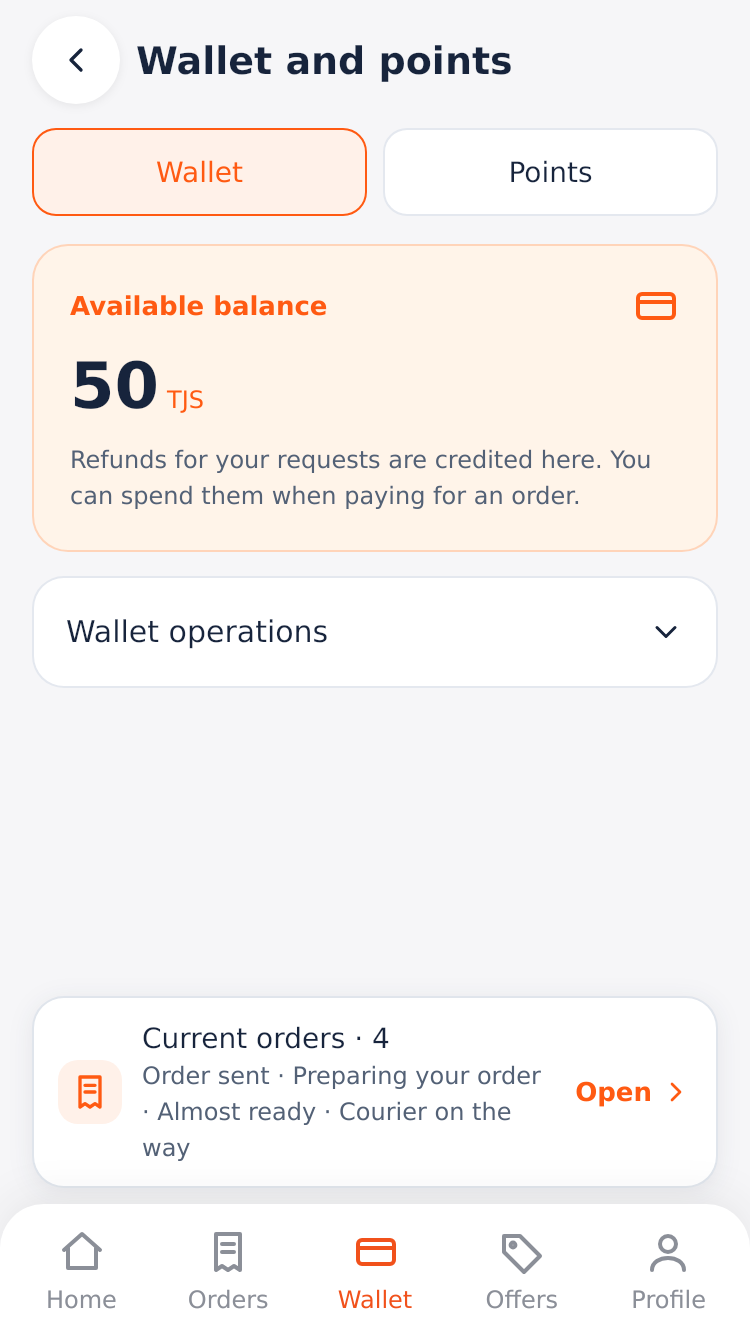 Wallet and points
Wallet
Points
Available balance
50 TJS
Refunds for your requests are credited here. You
can spend them when paying for an order.
Wallet operations
Current orders · 4
Order sent · Preparing your order
· Almost ready · Courier on the
way
Open
Home
Orders
Wallet
Offers
Profile